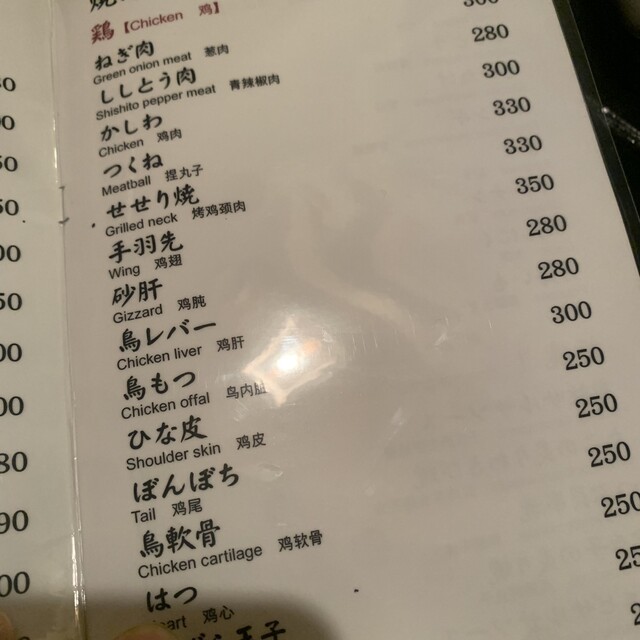 鶏【Chicken 鸡】
ねぎ肉 300
Green onion meat 葱肉
ししとう肉 280
Shishito pepper meat 青辣椒肉
かしわ 300
Chicken 鸡肉
つくね 330
Meatball 捏丸子
せせり焼 330
Grilled neck 烤鸡颈肉
手羽先 350
Wing 鸡翅
砂肝 280
Gizzard 鸡肫
鳥レバー 280
Chicken liver 鸡肝
鳥もつ 300
Chicken offal 鸟内脏
ひな皮 250
Shoulder skin 鸡皮
ぼんぼち 250
Tail 鸡尾
鳥軟骨 250
Chicken cartilage 鸡软骨
はつ 250
鸡心